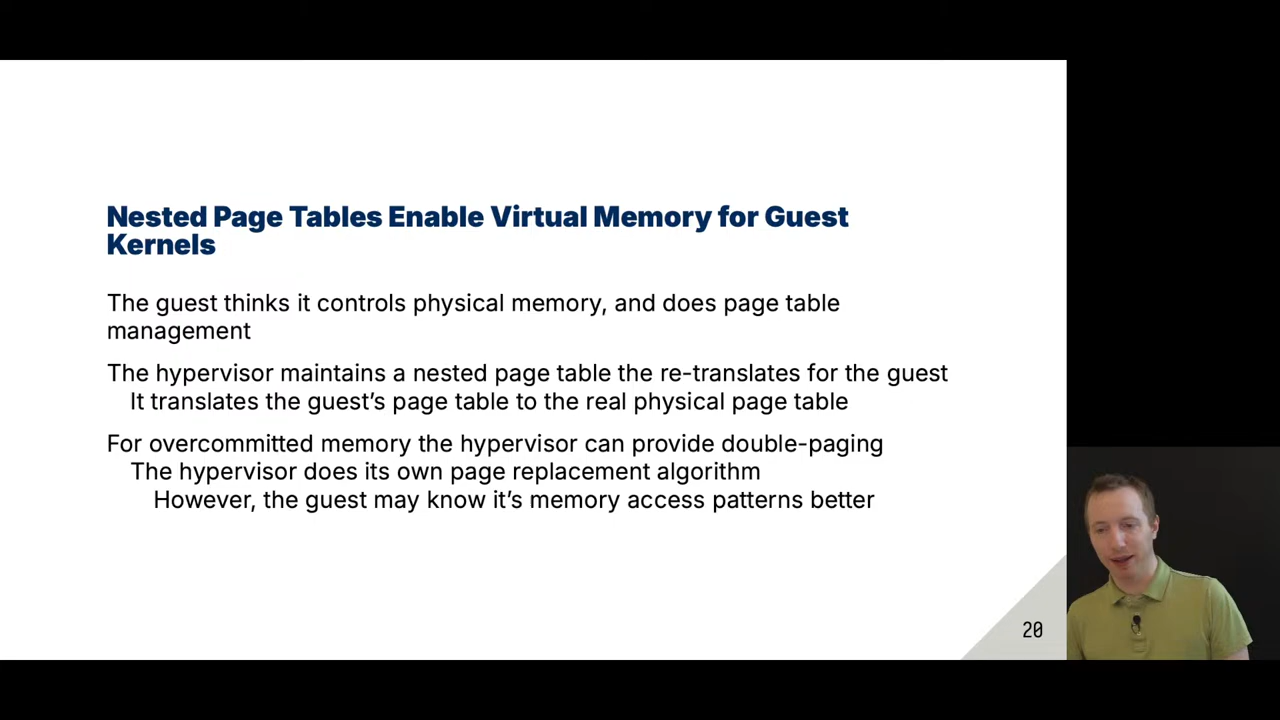 Nested Page Tables Enable Virtual Memory for Guest
Kernels
The guest thinks it controls physical memory, and does page table
management
The hypervisor maintains a nested page table the re-translates for the guest
It translates the guest’s page table to the real physical page table
For overcommitted memory the hypervisor can provide double-paging
The hypervisor does its own page replacement algorithm
However, the guest may know it’s memory access patterns better
20